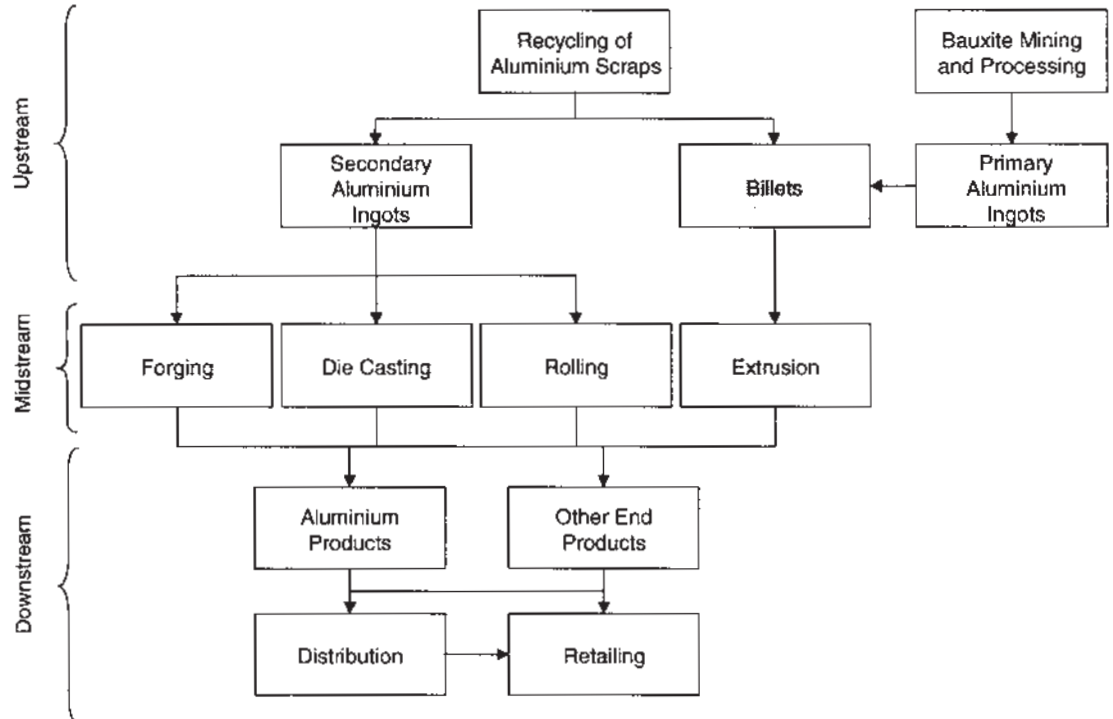 Upstream
Recycling of
Aluminium Scraps
Bauxite Mining
and Processing
Secondary
Aluminium
Ingots
Billets
Primary
Aluminium
Ingots
Midstream
Forging
Die Casting
Rolling
Extrusion
Downstream
Aluminium
Products
Other End
Products
Distribution
Retailing